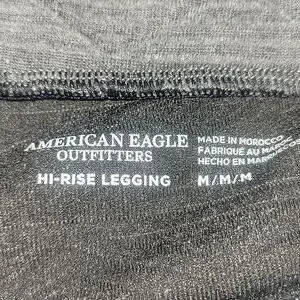 AMERICAN EAGLE
OUTFITTERS
HI-RISE LEGGING
MADE IN MOROCCO
FABRIQUÉ AU MAROC
HECHO EN MARRUECOS
M/M/M